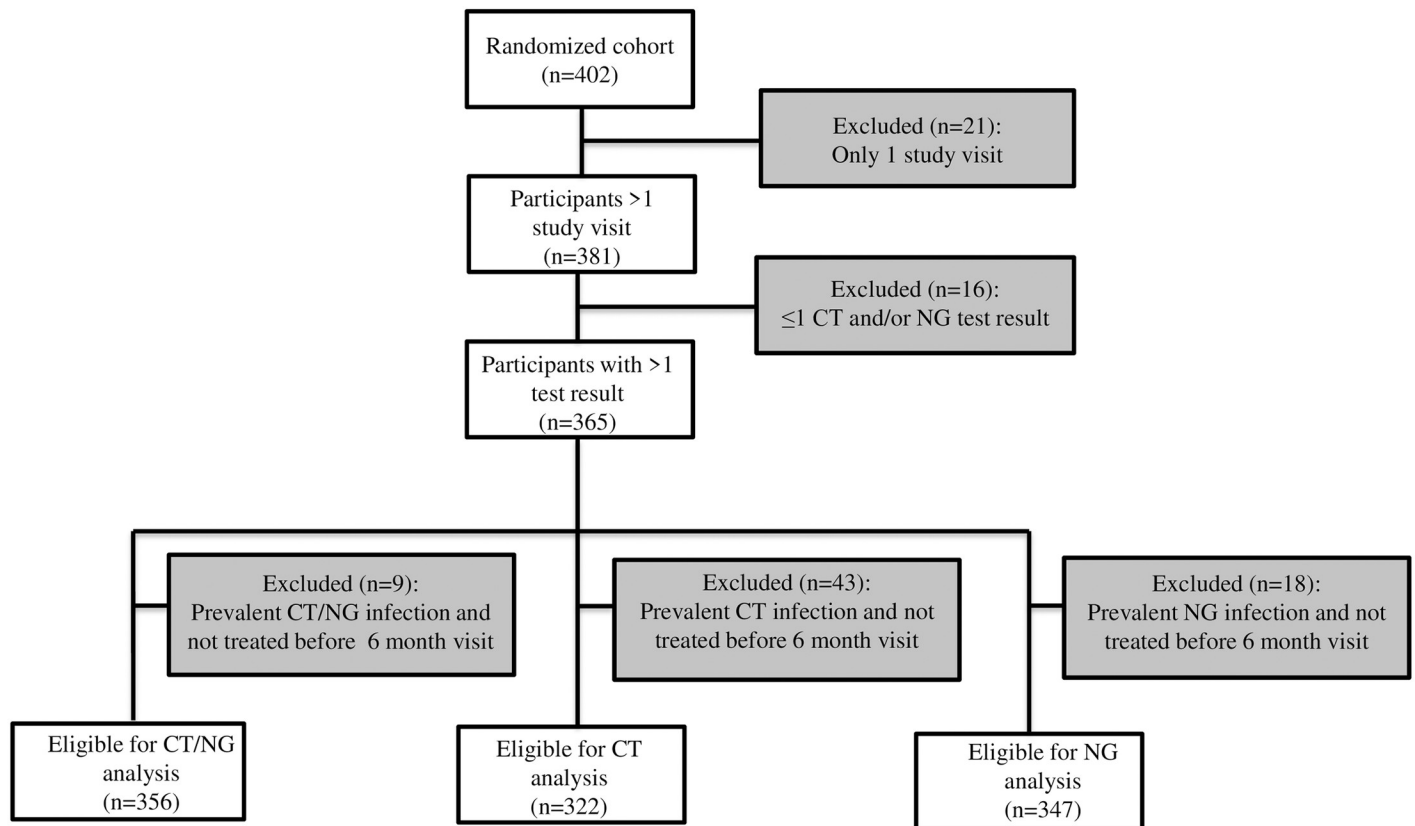 Randomized cohort
(n=402)
Excluded (n=21):
Only 1 study visit
Participants >1
study visit
(n=381)
Excluded (n=16):
≤1 CT and/or NG test result
Participants with >1
test result
(n=365)
Excluded (n=9):
Prevalent CT/NG infection and
not treated before 6 month visit
Excluded (n=43):
Prevalent CT infection and not
treated before 6 month visit
Excluded (n=18):
Prevalent NG infection and not
treated before 6 month visit
Eligible for CT/NG
analysis
(n=356)
Eligible for CT
analysis
(n=322)
Eligible for NG
analysis
(n=347)